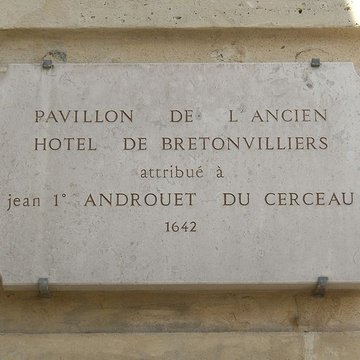 PAVILLON DE L'ANCIEN
HOTEL DE BRETONVILLIERS
attribué à
jean 1° ANDROUET DU CERCEAU
1642